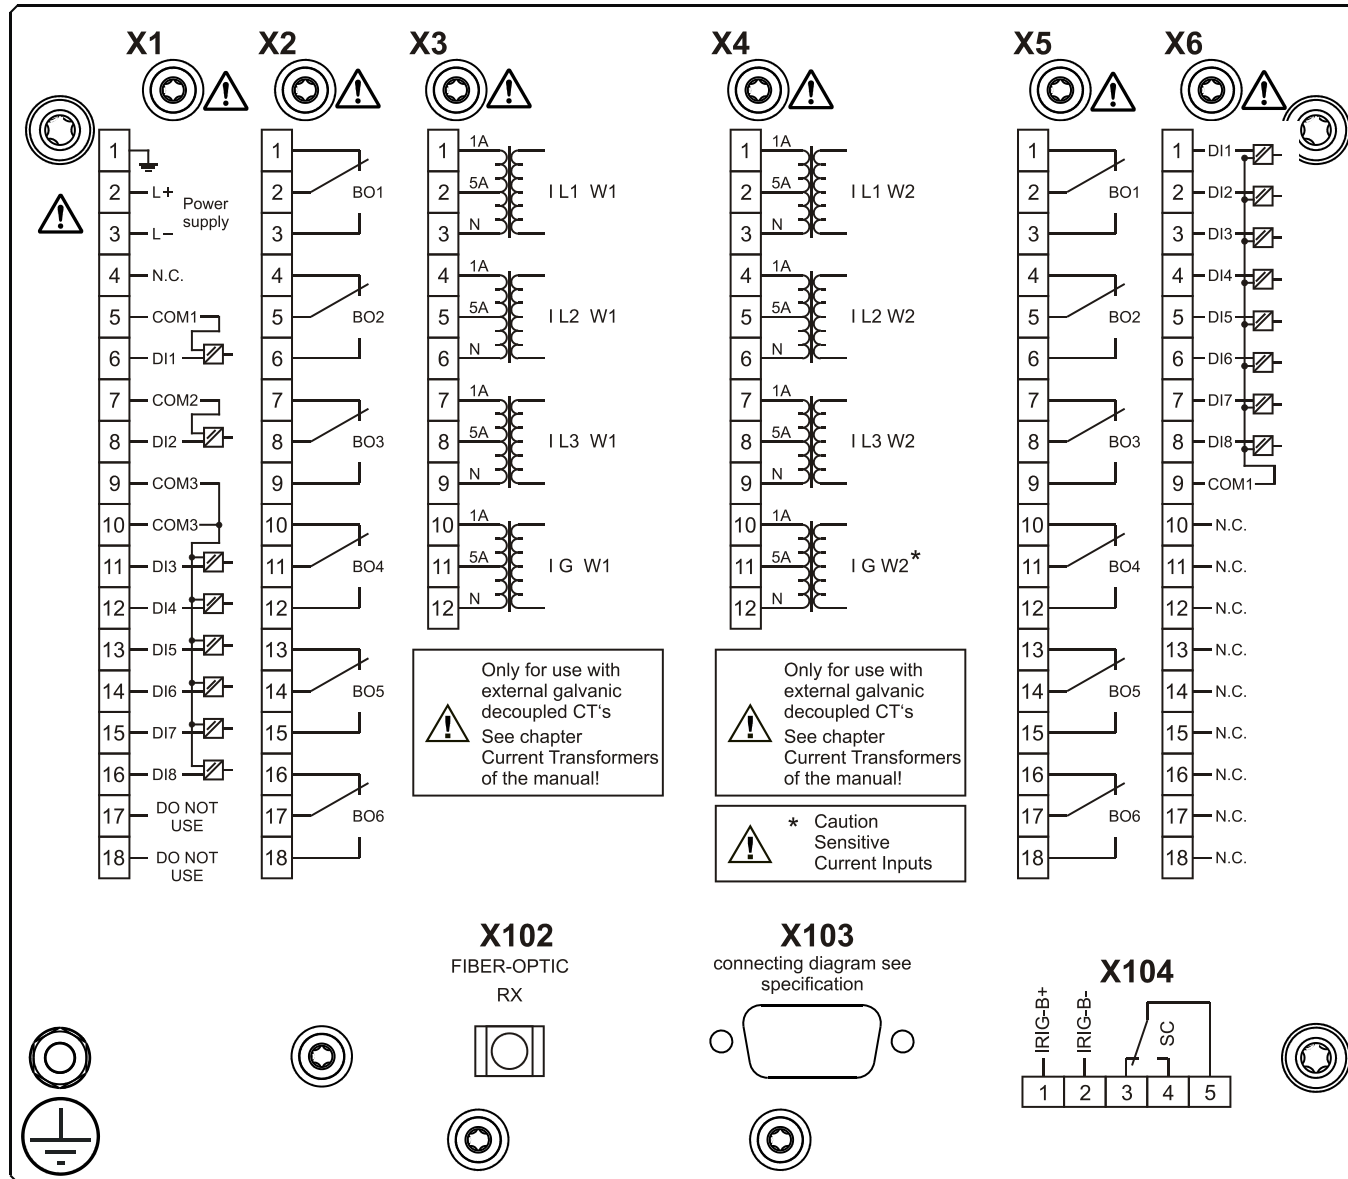 X1
1
2 L+ Power
supply
3 L-
4 N.C.
5 COM1
6 DI1
7 COM2
8 DI2
9 COM3
10 COM3
11 DI3
12 DI4
13 DI5
14 DI6
15 DI7
16 DI8
17 DO NOT
USE
18 DO NOT
USE
X2
1
2 BO1
3
4
5 BO2
6
7
8 BO3
9
10
11 BO4
12
13
14 BO5
15
16
17 BO6
18
X3
1 1A
2 5A I L1 W1
3 N
4 1A
5 5A I L2 W1
6 N
7 1A
8 5A I L3 W1
9 N
10 1A
11 5A I G W1
12 N
Only for use with
external galvanic
decoupled CT's
See chapter
Current Transformers
of the manual!
X4
1 1A
2 5A I L1 W2
3 N
4 1A
5 5A I L2 W2
6 N
7 1A
8 5A I L3 W2
9 N
10 1A
11 5A I G W2*
12 N
Only for use with
external galvanic
decoupled CT's
See chapter
Current Transformers
of the manual!
* Caution
Sensitive
Current Inputs
X5
1
2 BO1
3
4
5 BO2
6
7
8 BO3
9
10
11 BO4
12
13
14 BO5
15
16
17 BO6
18
X6
1 DI1
2 DI2
3 DI3
4 DI4
5 DI5
6 DI6
7 DI7
8 DI8
9 COM1
10 N.C.
11 N.C.
12 N.C.
13 N.C.
14 N.C.
15 N.C.
16 N.C.
17 N.C.
18 N.C.
X102
FIBER-OPTIC
RX
X103
connecting diagram see
specification
X104
IRIG-B+
IRIG-B-
SC
1 2 3 4 5